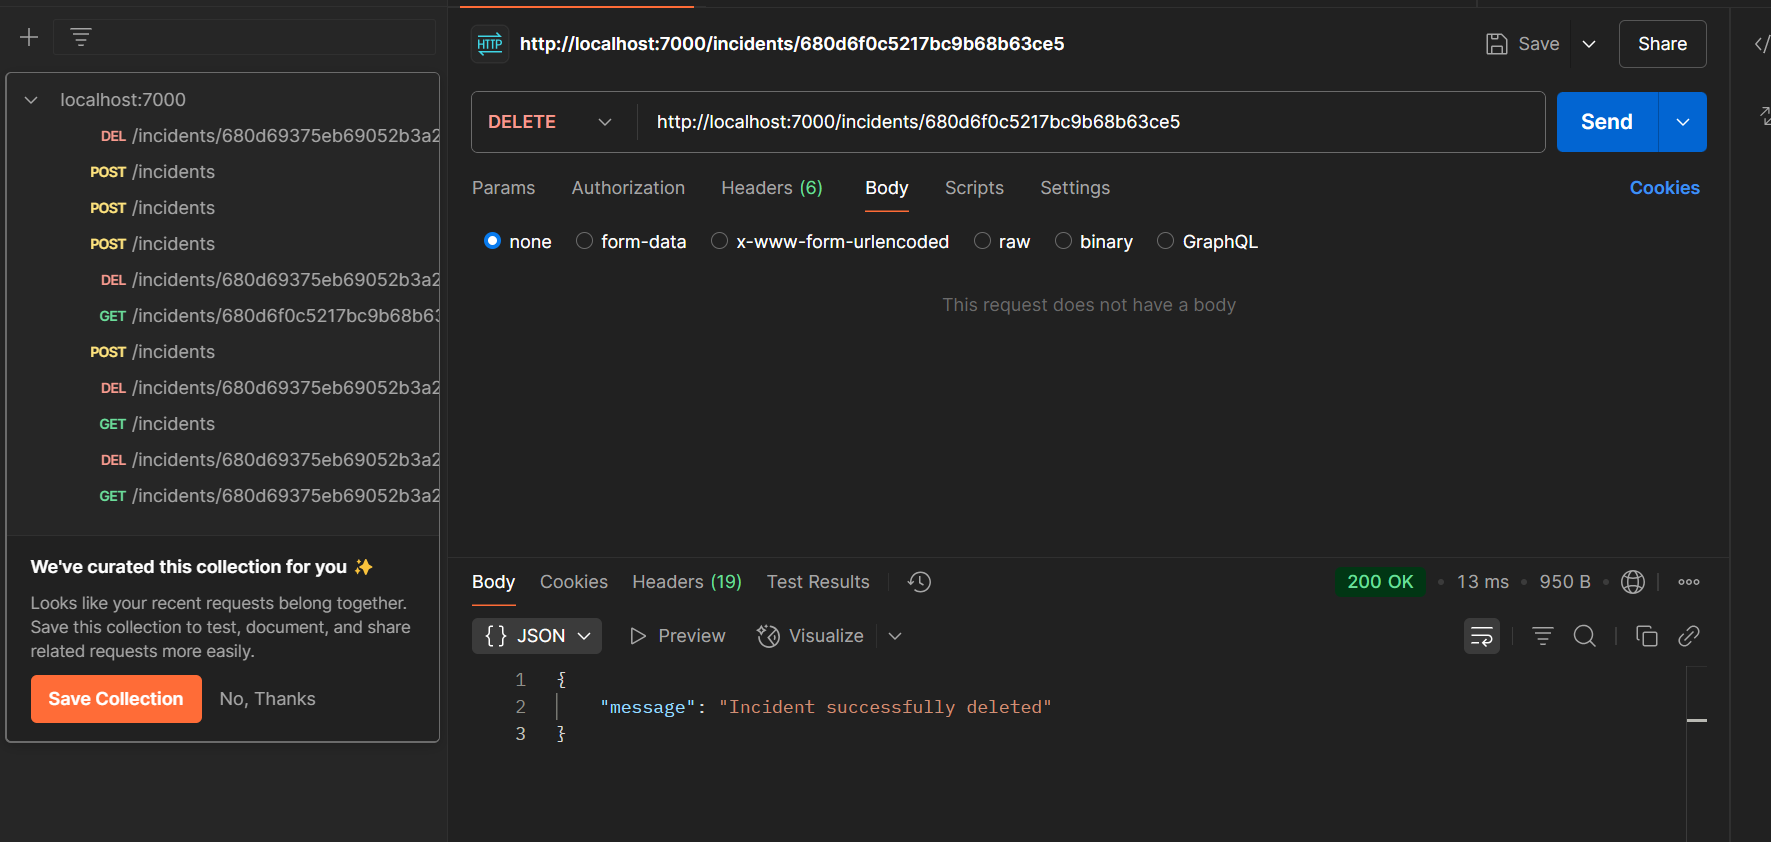 HTTP http://localhost:7000/incidents/680d6f0c5217bc9b68b63ce5 Save Share
localhost:7000
DEL /incidents/680d69375eb69052b3a2
POST /incidents
POST /incidents
POST /incidents
DEL /incidents/680d69375eb69052b3a2
GET /incidents/680d6f0c5217bc9b68b63
POST /incidents
DEL /incidents/680d69375eb69052b3a2
GET /incidents
DEL /incidents/680d69375eb69052b3a2
GET /incidents/680d69375eb69052b3a2
We've curated this collection for you ✨
Looks like your recent requests belong together.
Save this collection to test, document, and share
related requests more easily.
Save Collection No, Thanks
DELETE http://localhost:7000/incidents/680d6f0c5217bc9b68b63ce5 Send
Params Authorization Headers (6) Body Scripts Settings Cookies
none form-data x-www-form-urlencoded raw binary GraphQL
This request does not have a body
Body Cookies Headers (19) Test Results 200 OK • 13 ms • 950 B •
{} JSON Preview Visualize
1 {
2 "message": "Incident successfully deleted"
3 }